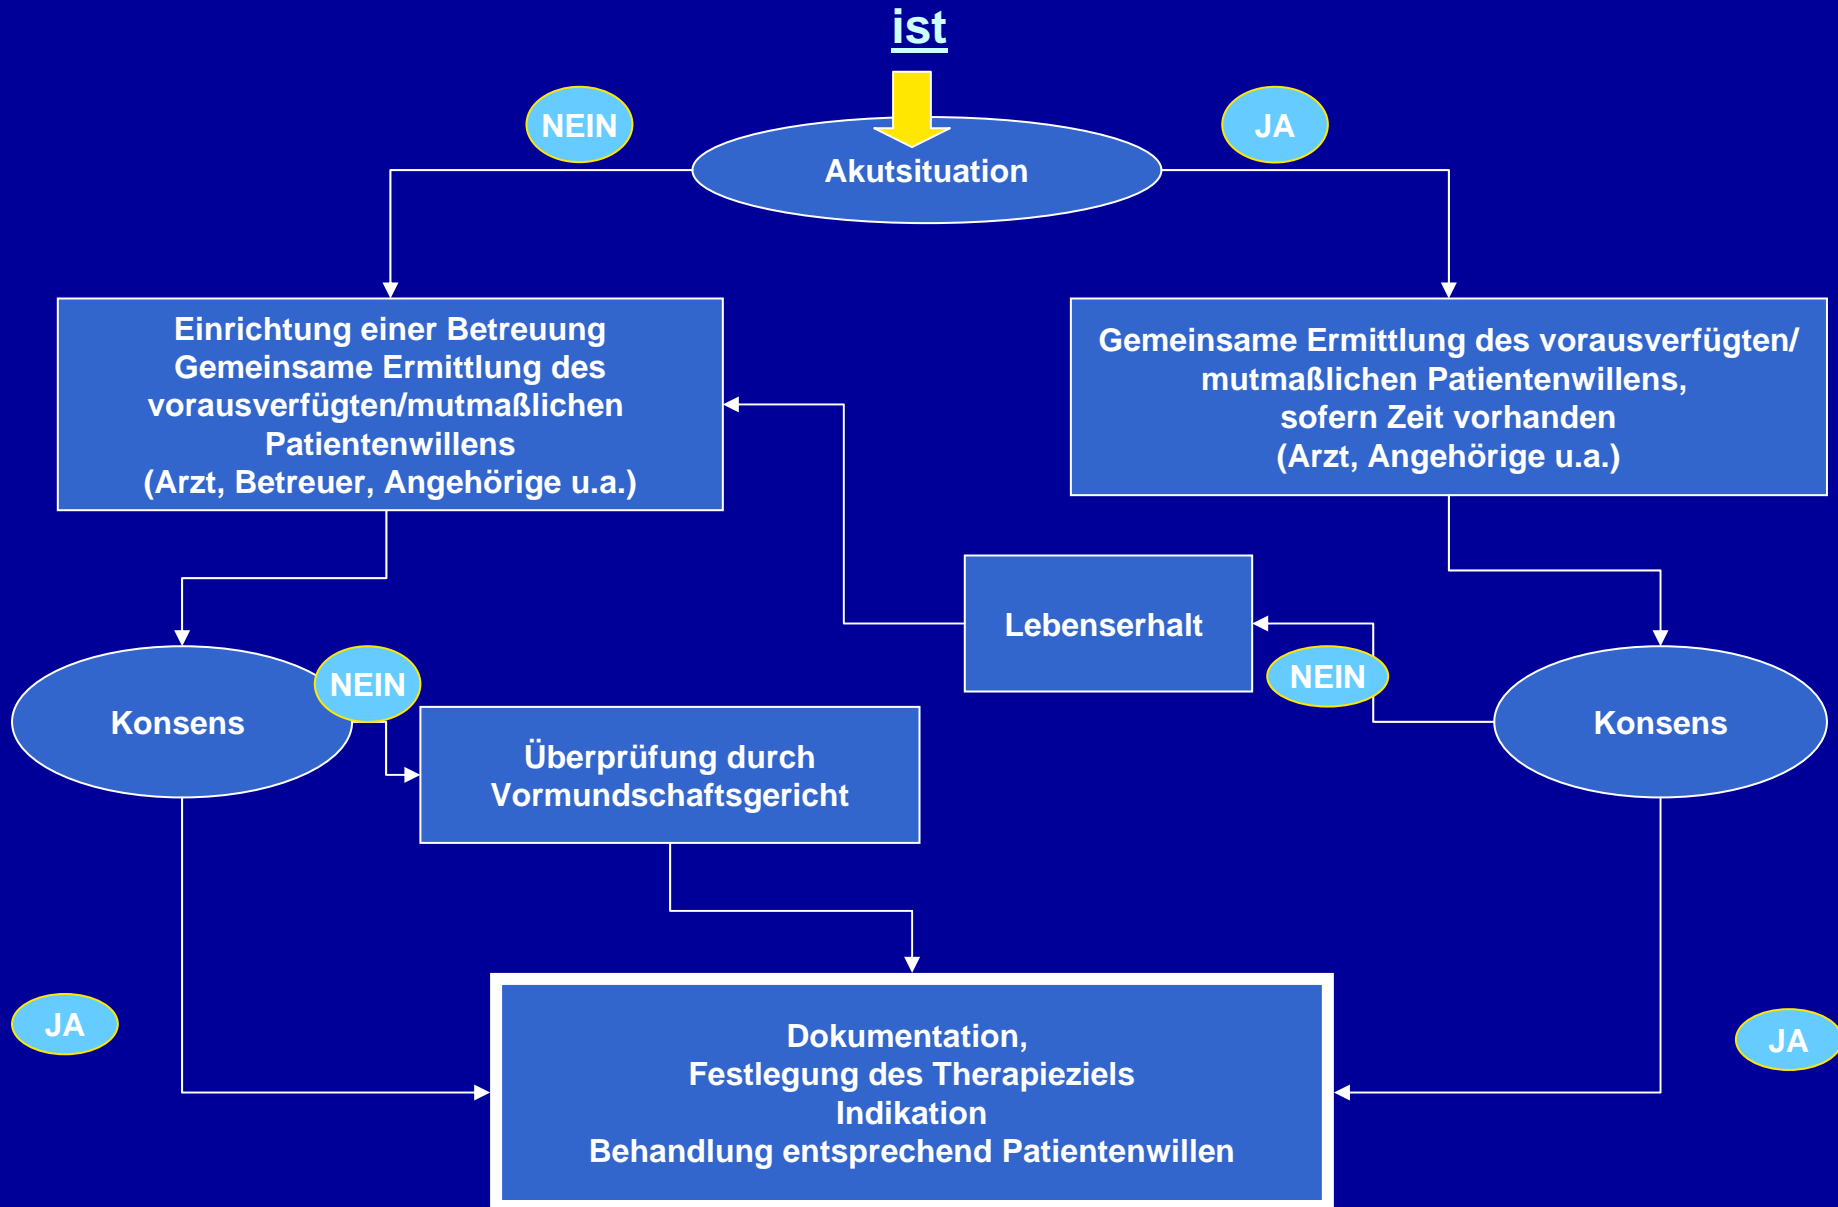 ist
NEIN
JA
Akutsituation
Einrichtung einer Betreuung
Gemeinsame Ermittlung des
vorausverfügten/mutmaßlichen
Patientenwillens
(Arzt, Betreuer, Angehörige u.a.)
Gemeinsame Ermittlung des vorausverfügten/
mutmaßlichen Patientenwillens,
sofern Zeit vorhanden
(Arzt, Angehörige u.a.)
Lebenserhalt
NEIN
NEIN
Konsens
Konsens
Überprüfung durch
Vormundschaftsgericht
JA
JA
Dokumentation,
Festlegung des Therapieziels
Indikation
Behandlung entsprechend Patientenwillen